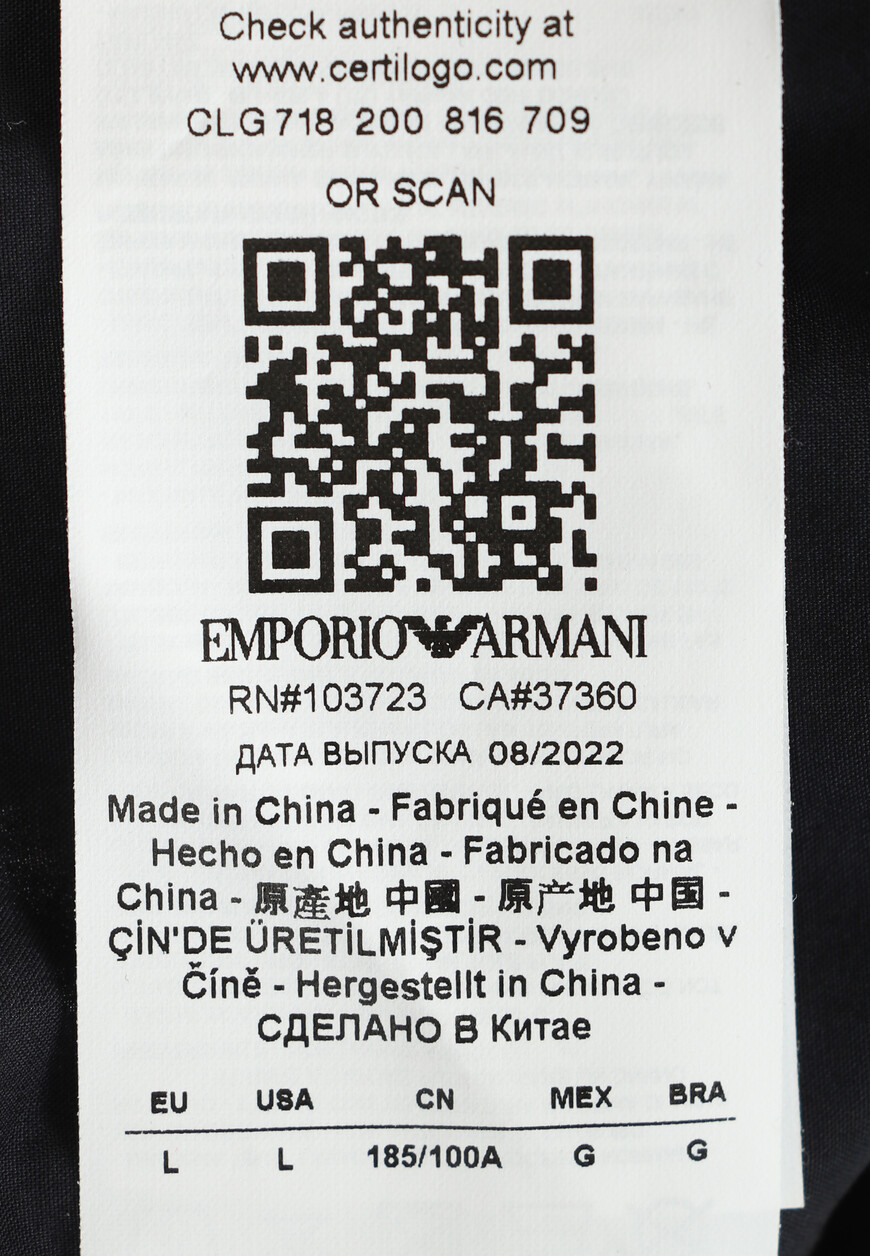 Check authenticity at
www.certilogo.com
CLG 718 200 816 709
OR SCAN
EMPORIO ARMANI
RN#103723 CA#37360
ДАТА ВЫПУСКА 08/2022
Made in China - Fabriqué en Chine -
Hecho en China - Fabricado na
China - 原產地 中國 - 原产地 中国 -
ÇİN'DE ÜRETİLMİŞTİR - Vyrobeno v
Číně - Hergestellt in China -
СДЕЛАНО В Китае
EU USA CN MEX BRA
L L 185/100A G G